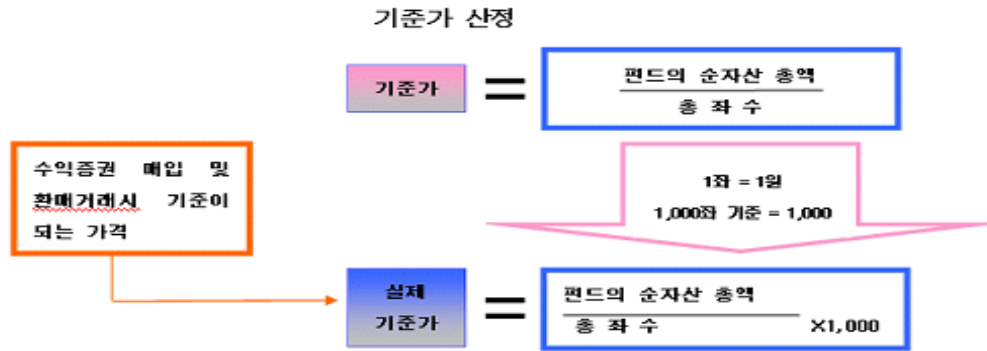 기준가 산정
기준가
=
펀드의 순자산 총액
총 좌 수
수익증권 매입 및
환매거래시 기준이
되는 가격
1좌 = 1원
1,000좌 기준 = 1,000
실제
기준가
=
펀드의 순자산 총액
총 좌 수 X1,000